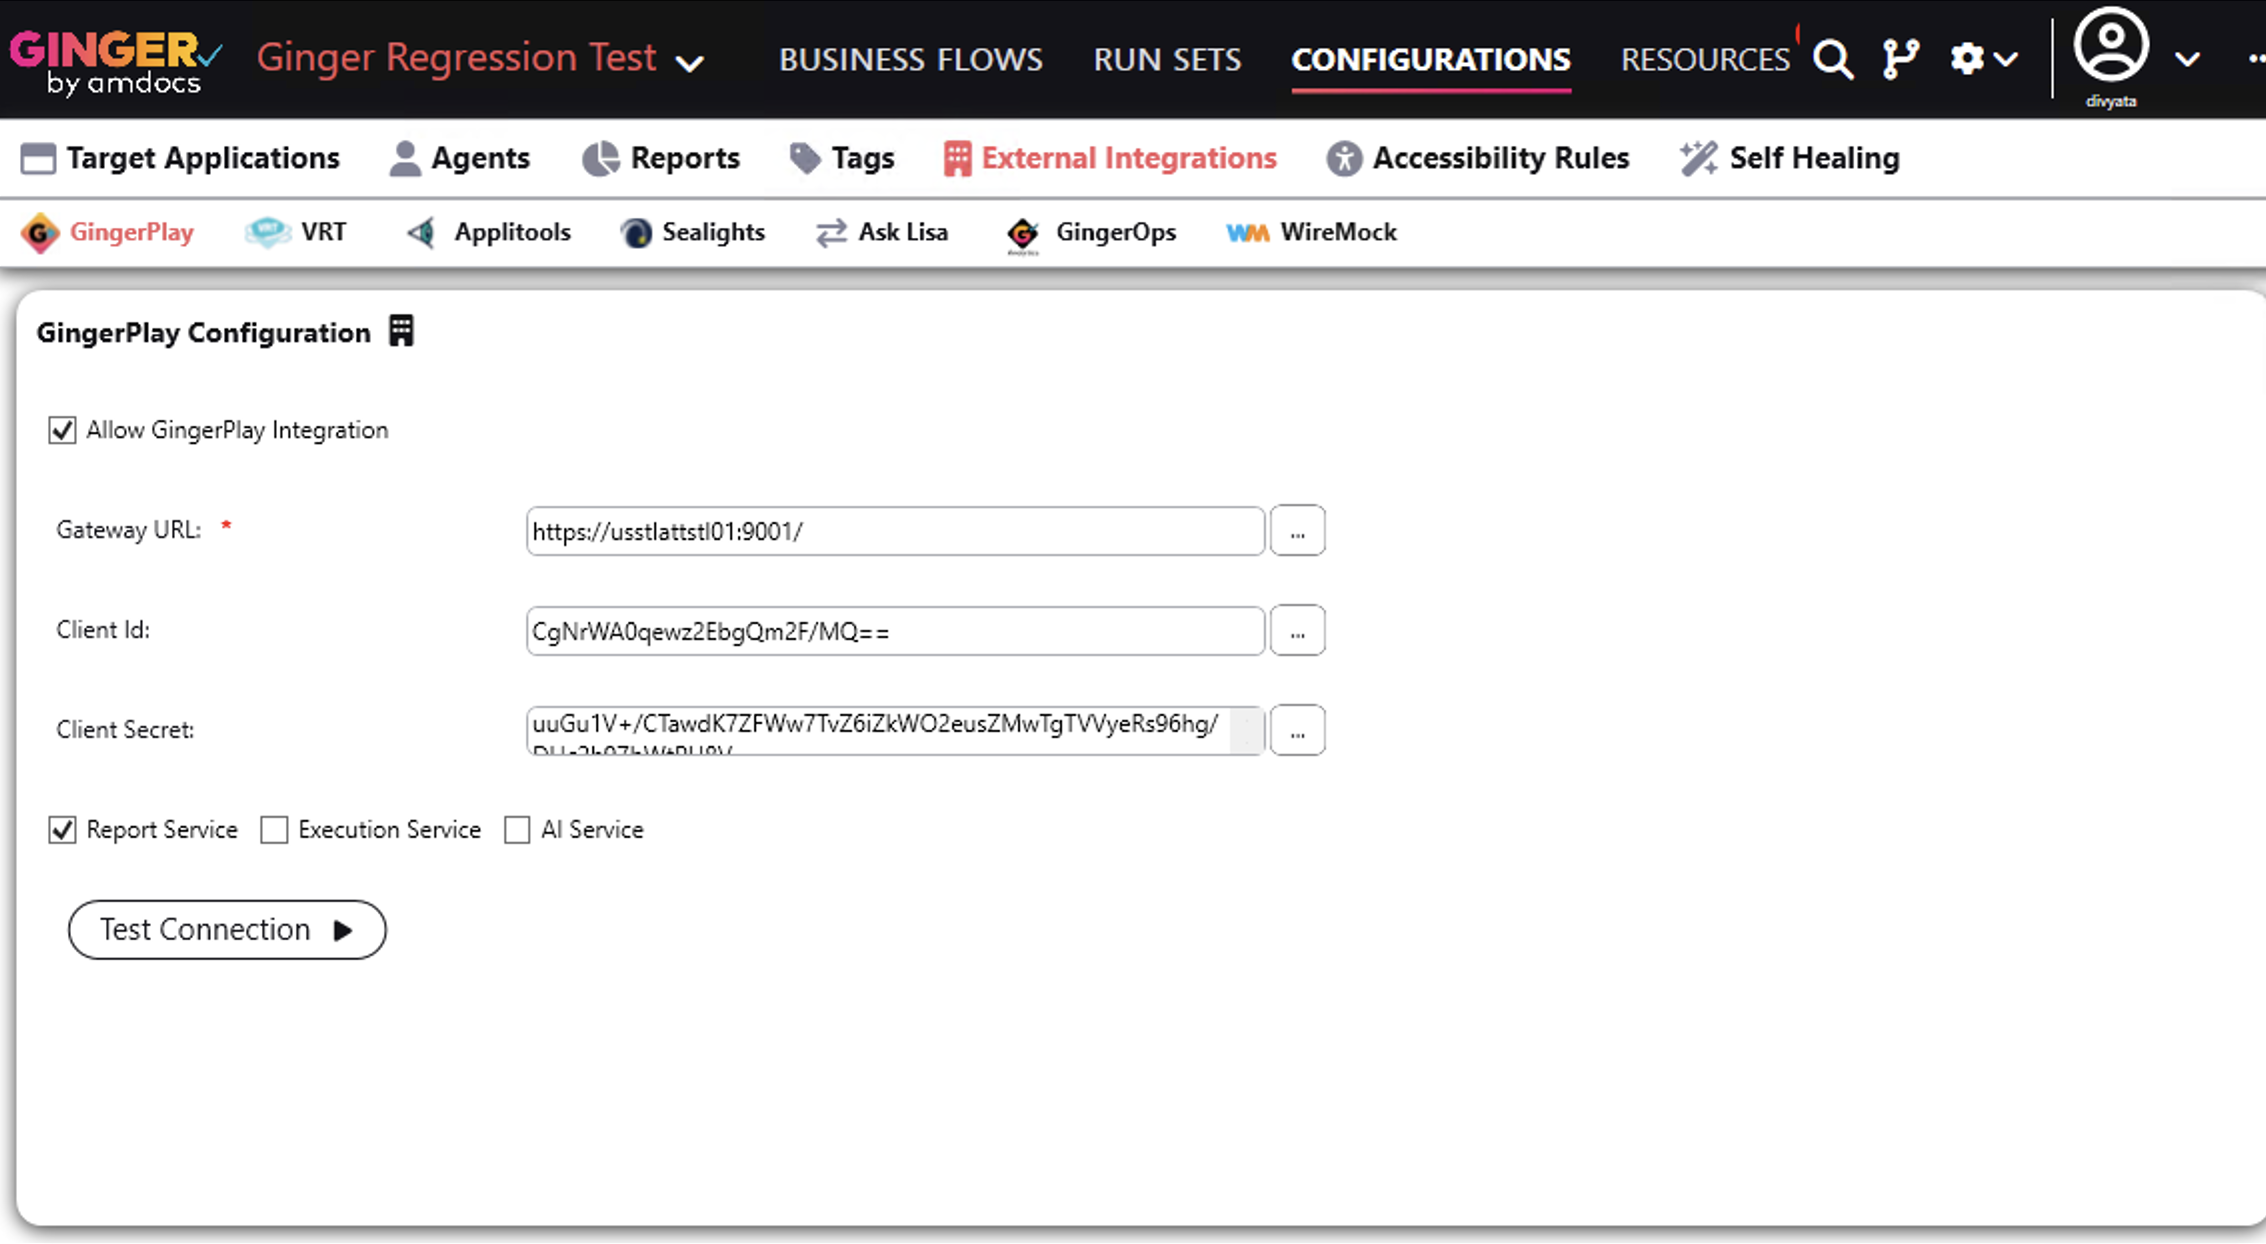 GINGER
by amdocs
Ginger Regression Test
BUSINESS FLOWS
RUN SETS
CONFIGURATIONS
RESOURCES
divyata
Target Applications
Agents
Reports
Tags
External Integrations
Accessibility Rules
Self Healing
GingerPlay
VRT
Applitools
Sealights
Ask Lisa
GingerOps
WireMock
GingerPlay Configuration
Allow GingerPlay Integration
Gateway URL: *
https://usstlattstl01:9001/
...
Client Id:
CgNrWA0qewz2EbgQm2F/MQ==
...
Client Secret:
uuGu1V+/CTawdK7ZFWw7TvZ6iZkWO2eusZMwTgTVVyeRs96hg/
...
Report Service
Execution Service
AI Service
Test Connection